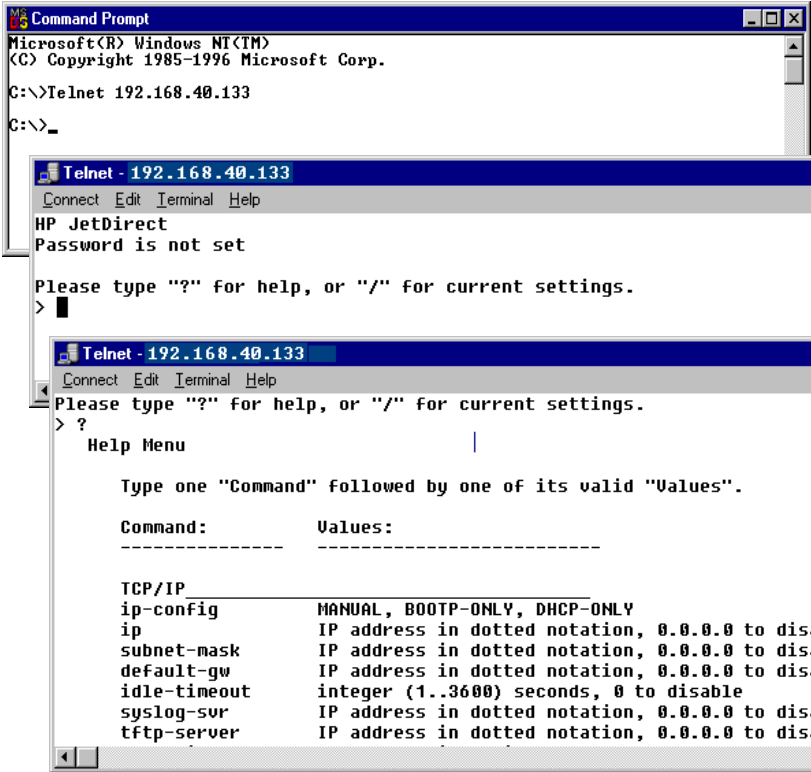 Command Prompt
Microsoft(R) Windows NT(TM)
(C) Copyright 1985-1996 Microsoft Corp.
C:\>Telnet 192.168.40.133
C:\>_
Telnet - 192.168.40.133
Connect Edit Terminal Help
HP JetDirect
Password is not set
Please type "?" for help, or "/" for current settings.
>
Telnet - 192.168.40.133
Connect Edit Terminal Help
Please type "?" for help, or "/" for current settings.
> ?
Help Menu
Type one "Command" followed by one of its valid "Values".
Command: Values:
--------------- --------------------------
TCP/IP_____________________________________
ip-config MANUAL, BOOTP-ONLY, DHCP-ONLY
ip IP address in dotted notation, 0.0.0.0 to dis
subnet-mask IP address in dotted notation, 0.0.0.0 to dis
default-gw IP address in dotted notation, 0.0.0.0 to dis
idle-timeout integer (1..3600) seconds, 0 to disable
syslog-svr IP address in dotted notation, 0.0.0.0 to dis
tftp-server IP address in dotted notation, 0.0.0.0 to dis